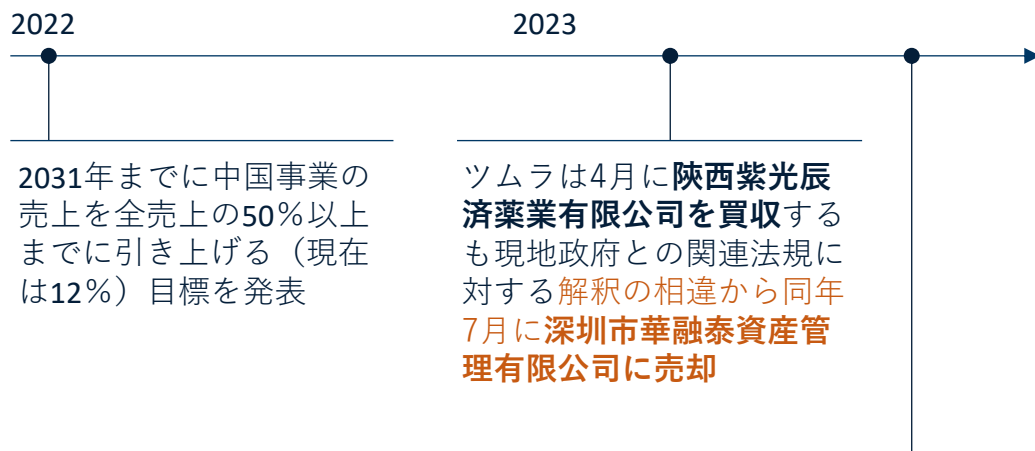 2022
2023
2031年までに中国事業の
売上を全売上の50％以上
までに引き上げる（現在
は12％）目標を発表
ツムラは4月に陝西紫光辰
済薬業有限公司を買収する
も現地政府との関連法規に
対する解釈の相違から同年
7月に深圳市華融泰資産管
理有限公司に売却